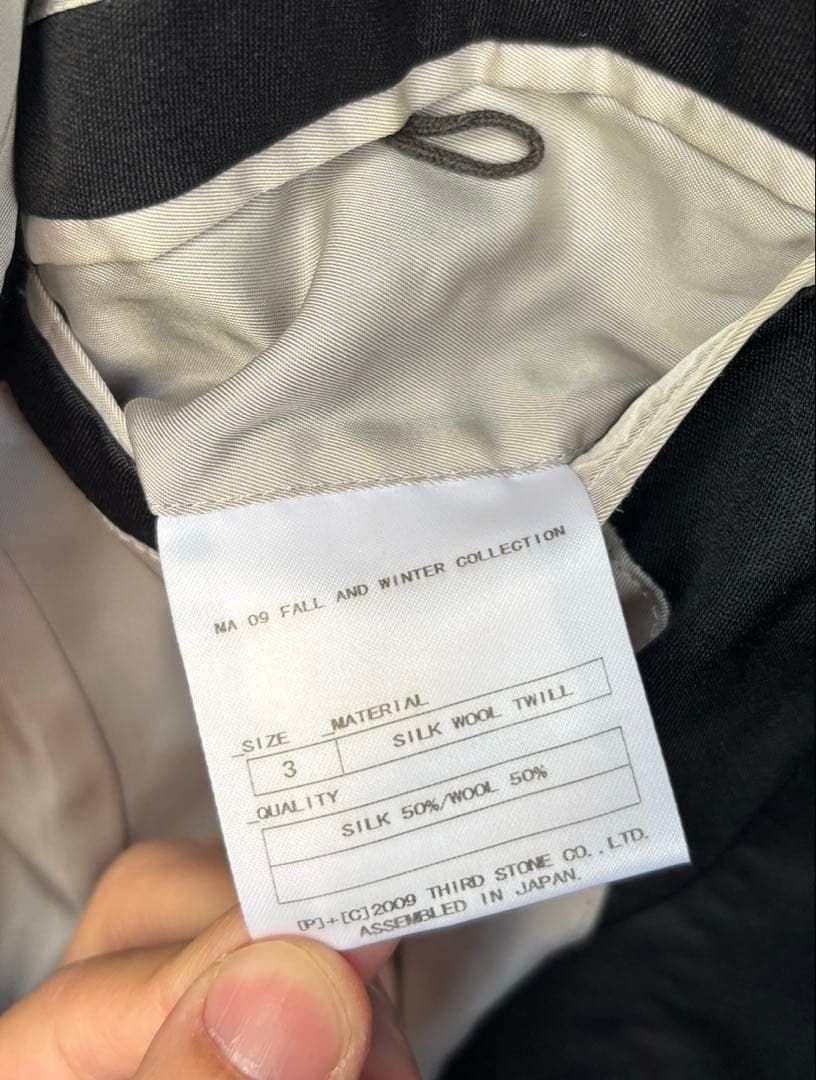 MA 09 FALL AND WINTER COLLECTION
_SIZE _MATERIAL
3 SILK WOOL TWILL
_QUALITY
SILK 50%/WOOL 50%
[P]+[C]2009 THIRD STONE CO.,LTD.
ASSEMBLED IN JAPAN.